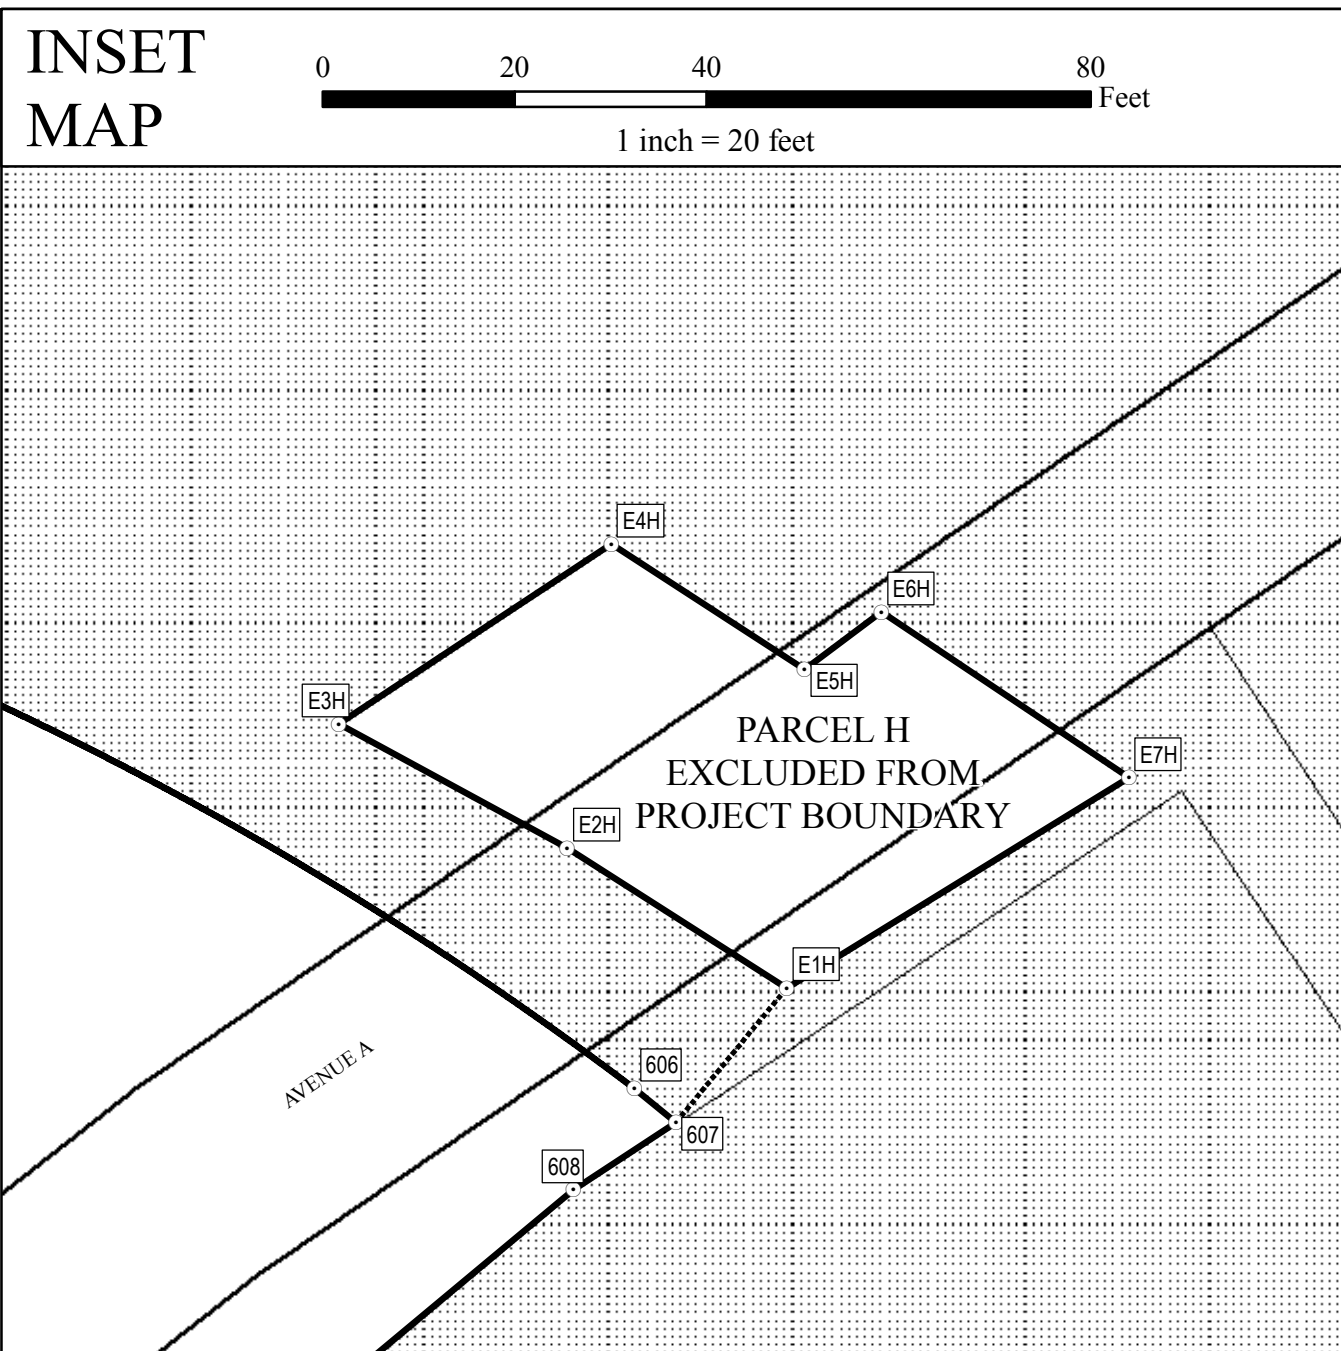 INSET
MAP
0 20 40 80
Feet
1 inch = 20 feet
E4H
E6H
E5H
E3H
PARCEL H
EXCLUDED FROM
PROJECT BOUNDARY
E7H
E2H
E1H
AVENUE A
606
607
608